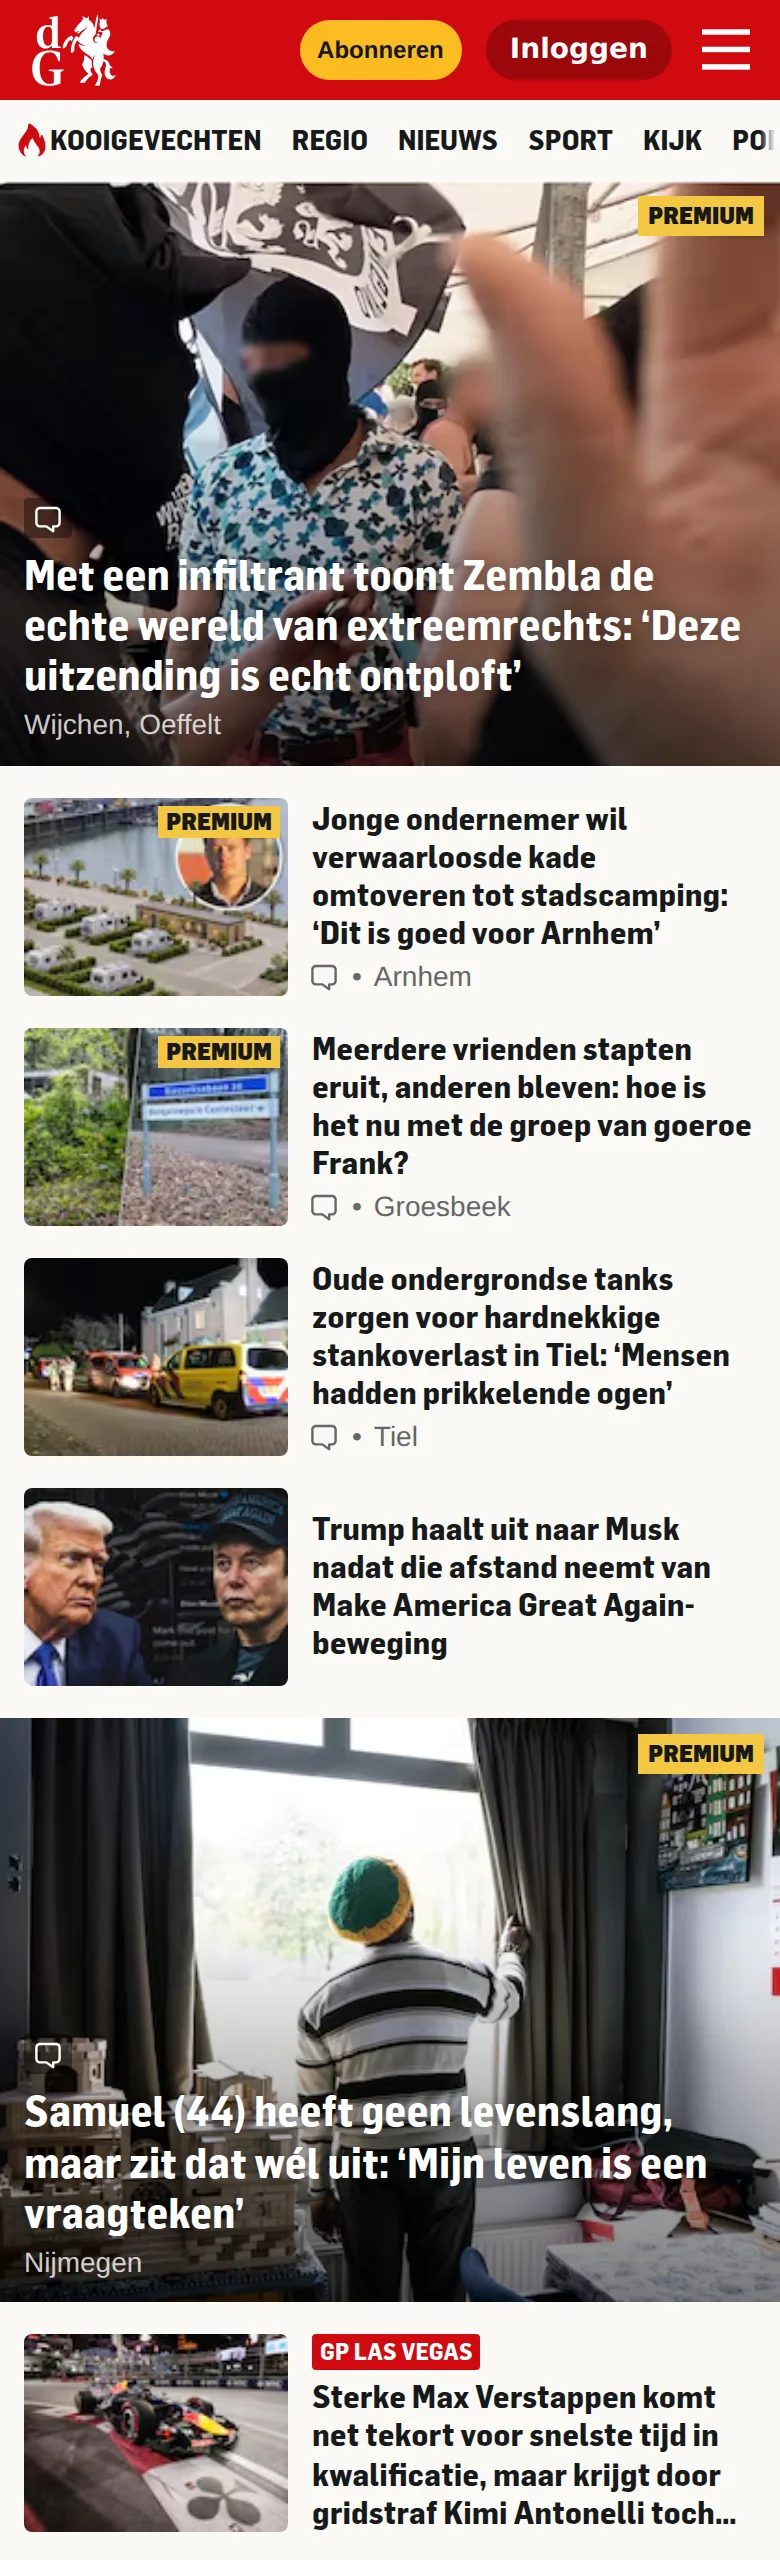 dG
Abonneren
Inloggen
KOOIGEVECHTEN REGIO NIEUWS SPORT KIJK
PREMIUM
Met een infiltrant toont Zembla de
echte wereld van extreemrechts: ‘Deze
uitzending is echt ontploft’
Wijchen, Oeffelt
PREMIUM
Jonge ondernemer wil
verwaarloosde kade
omtoveren tot stadscamping:
‘Dit is goed voor Arnhem’
• Arnhem
PREMIUM
Meerdere vrienden stapten
eruit, anderen bleven: hoe is
het nu met de groep van goeroe
Frank?
• Groesbeek
Oude ondergrondse tanks
zorgen voor hardnekkige
stankoverlast in Tiel: ‘Mensen
hadden prikkelende ogen’
• Tiel
Trump haalt uit naar Musk
nadat die afstand neemt van
Make America Great Again-
beweging
PREMIUM
Samuel (44) heeft geen levenslang,
maar zit dat wél uit: ‘Mijn leven is een
vraagteken’
Nijmegen
GP LAS VEGAS
Sterke Max Verstappen komt
net tekort voor snelste tijd in
kwalificatie, maar krijgt door
gridstraf Kimi Antonelli toch...